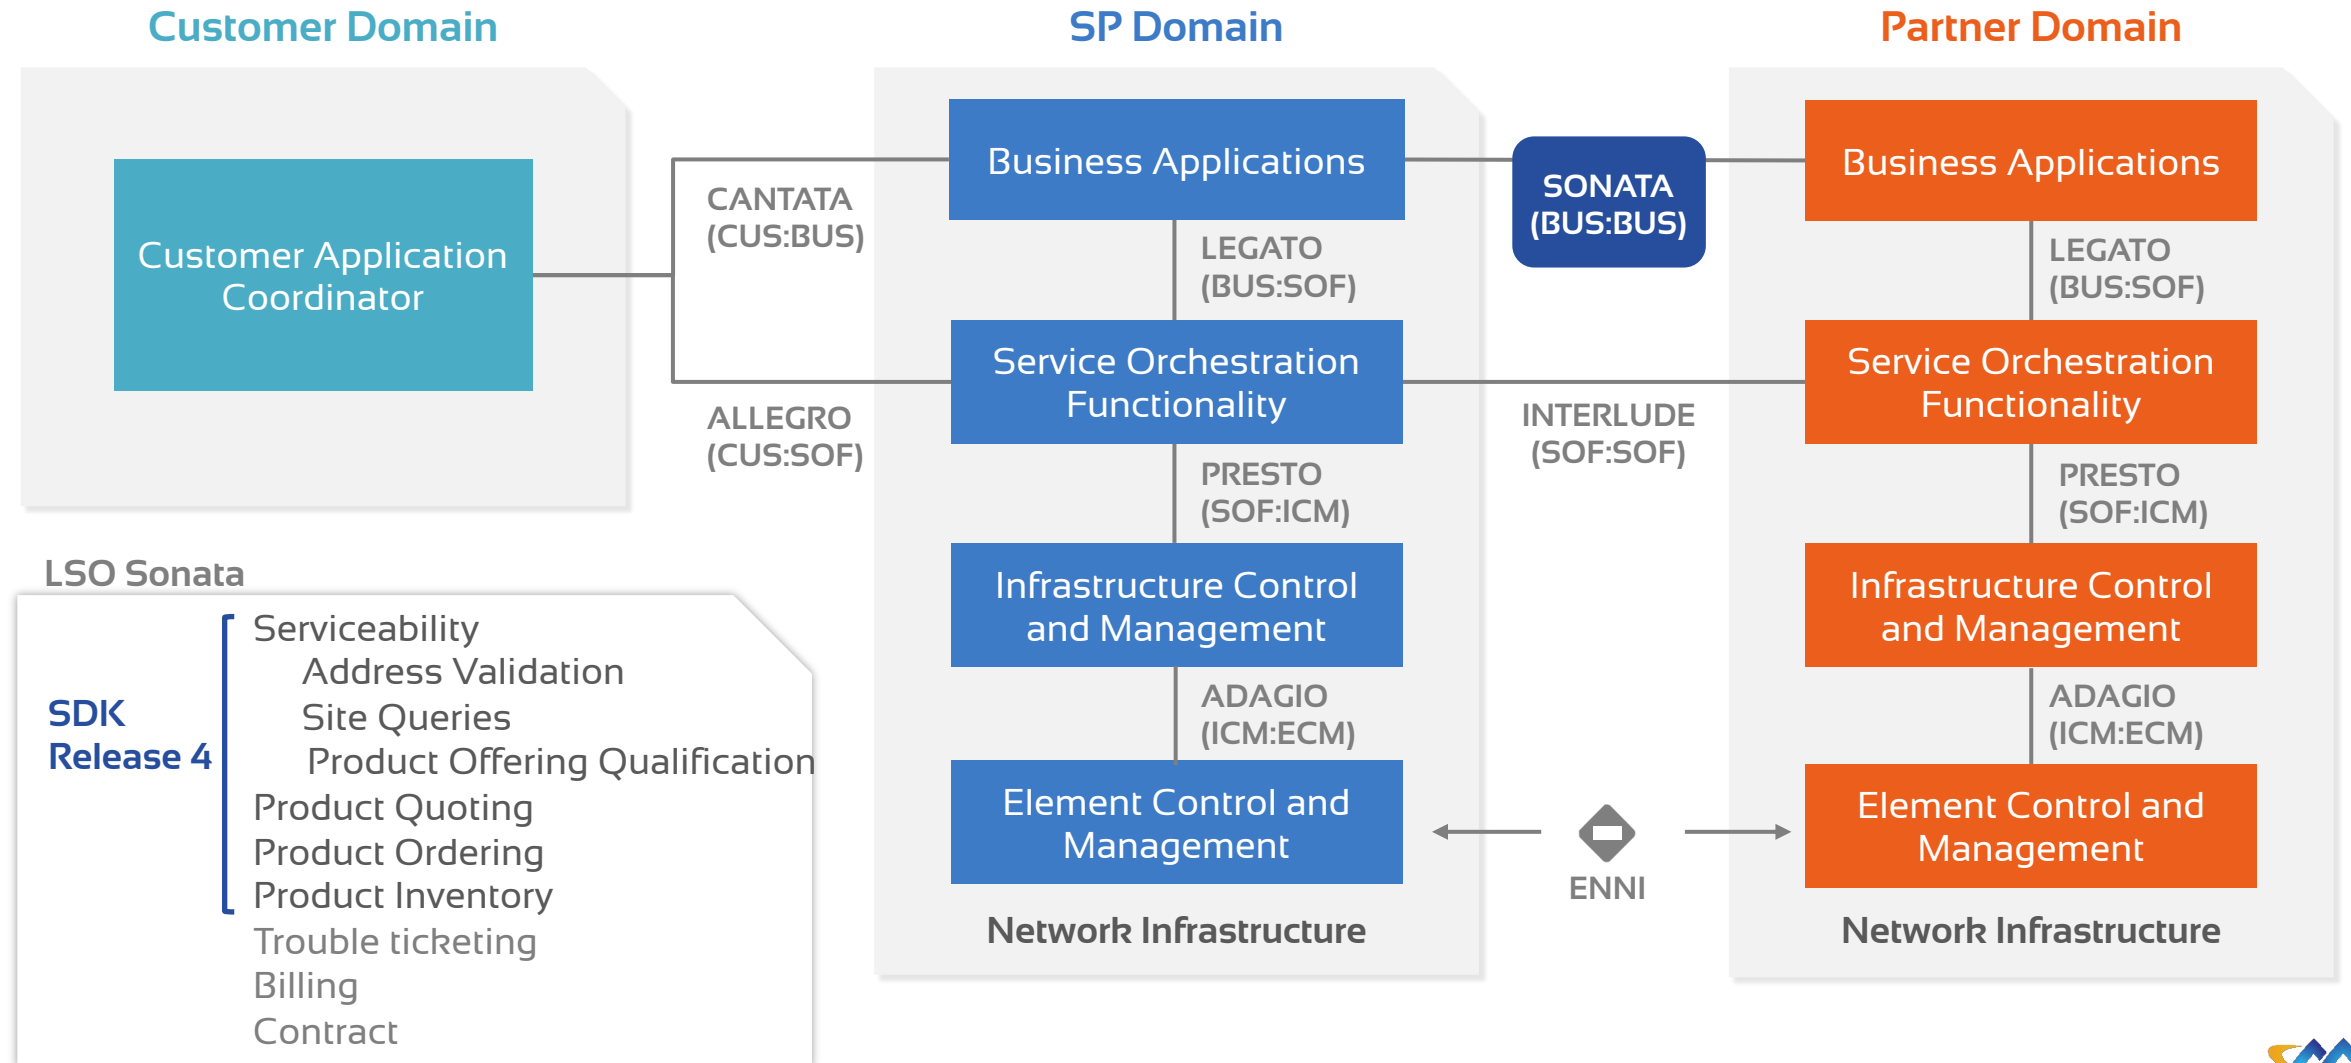 Customer Domain
SP Domain
Partner Domain
Customer Application
Coordinator
CANTATA
(CUS:BUS)
ALLEGRO
(CUS:SOF)
Business Applications
LEGATO
(BUS:SOF)
Service Orchestration
Functionality
PRESTO
(SOF:ICM)
Infrastructure Control
and Management
ADAGIO
(ICM:ECM)
Element Control and
Management
Network Infrastructure
SONATA
(BUS:BUS)
INTERLUDE
(SOF:SOF)
ENNI
Business Applications
LEGATO
(BUS:SOF)
Service Orchestration
Functionality
PRESTO
(SOF:ICM)
Infrastructure Control
and Management
ADAGIO
(ICM:ECM)
Element Control and
Management
Network Infrastructure
LSO Sonata
SDK
Release 4
Serviceability
Address Validation
Site Queries
Product Offering Qualification
Product Quoting
Product Ordering
Product Inventory
Trouble ticketing
Billing
Contract